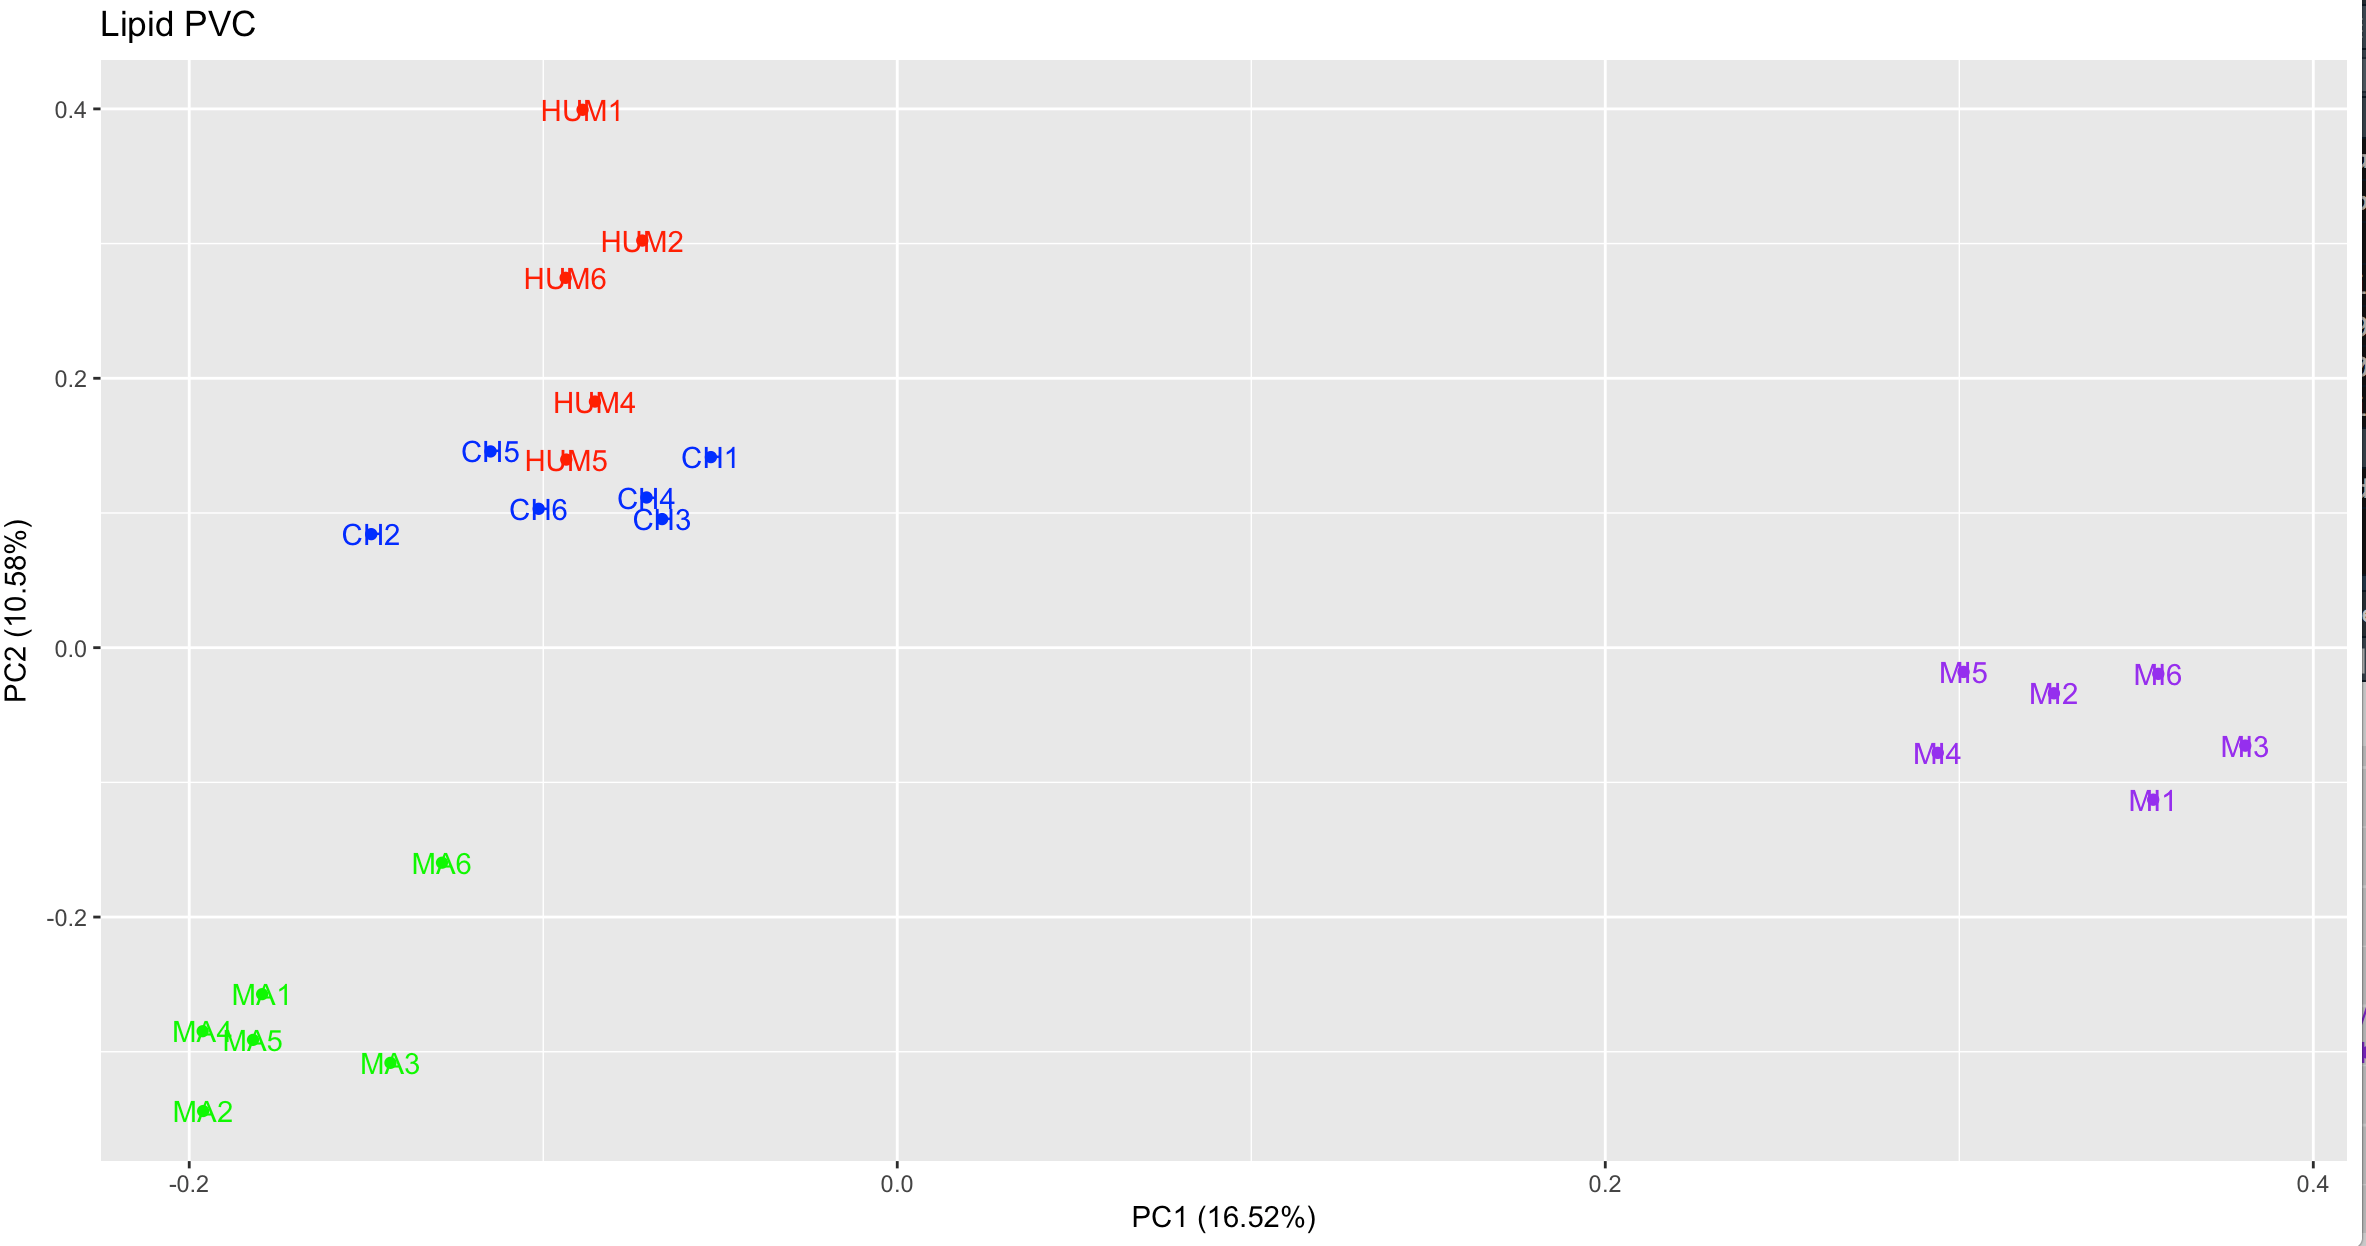 Lipid PVC
0.4
HUM1
HUM2
HUM6
0.2
HUM4
CH5
HUM5
CH1
CH4
CH6
CH3
CH2
PC2 (10.58%)
0.0
MI5
MI6
MI2
MI4
MI3
MI1
MA6
-0.2
MA1
MA4
MA5
MA3
MA2
-0.2
0.0
0.2
0.4
PC1 (16.52%)